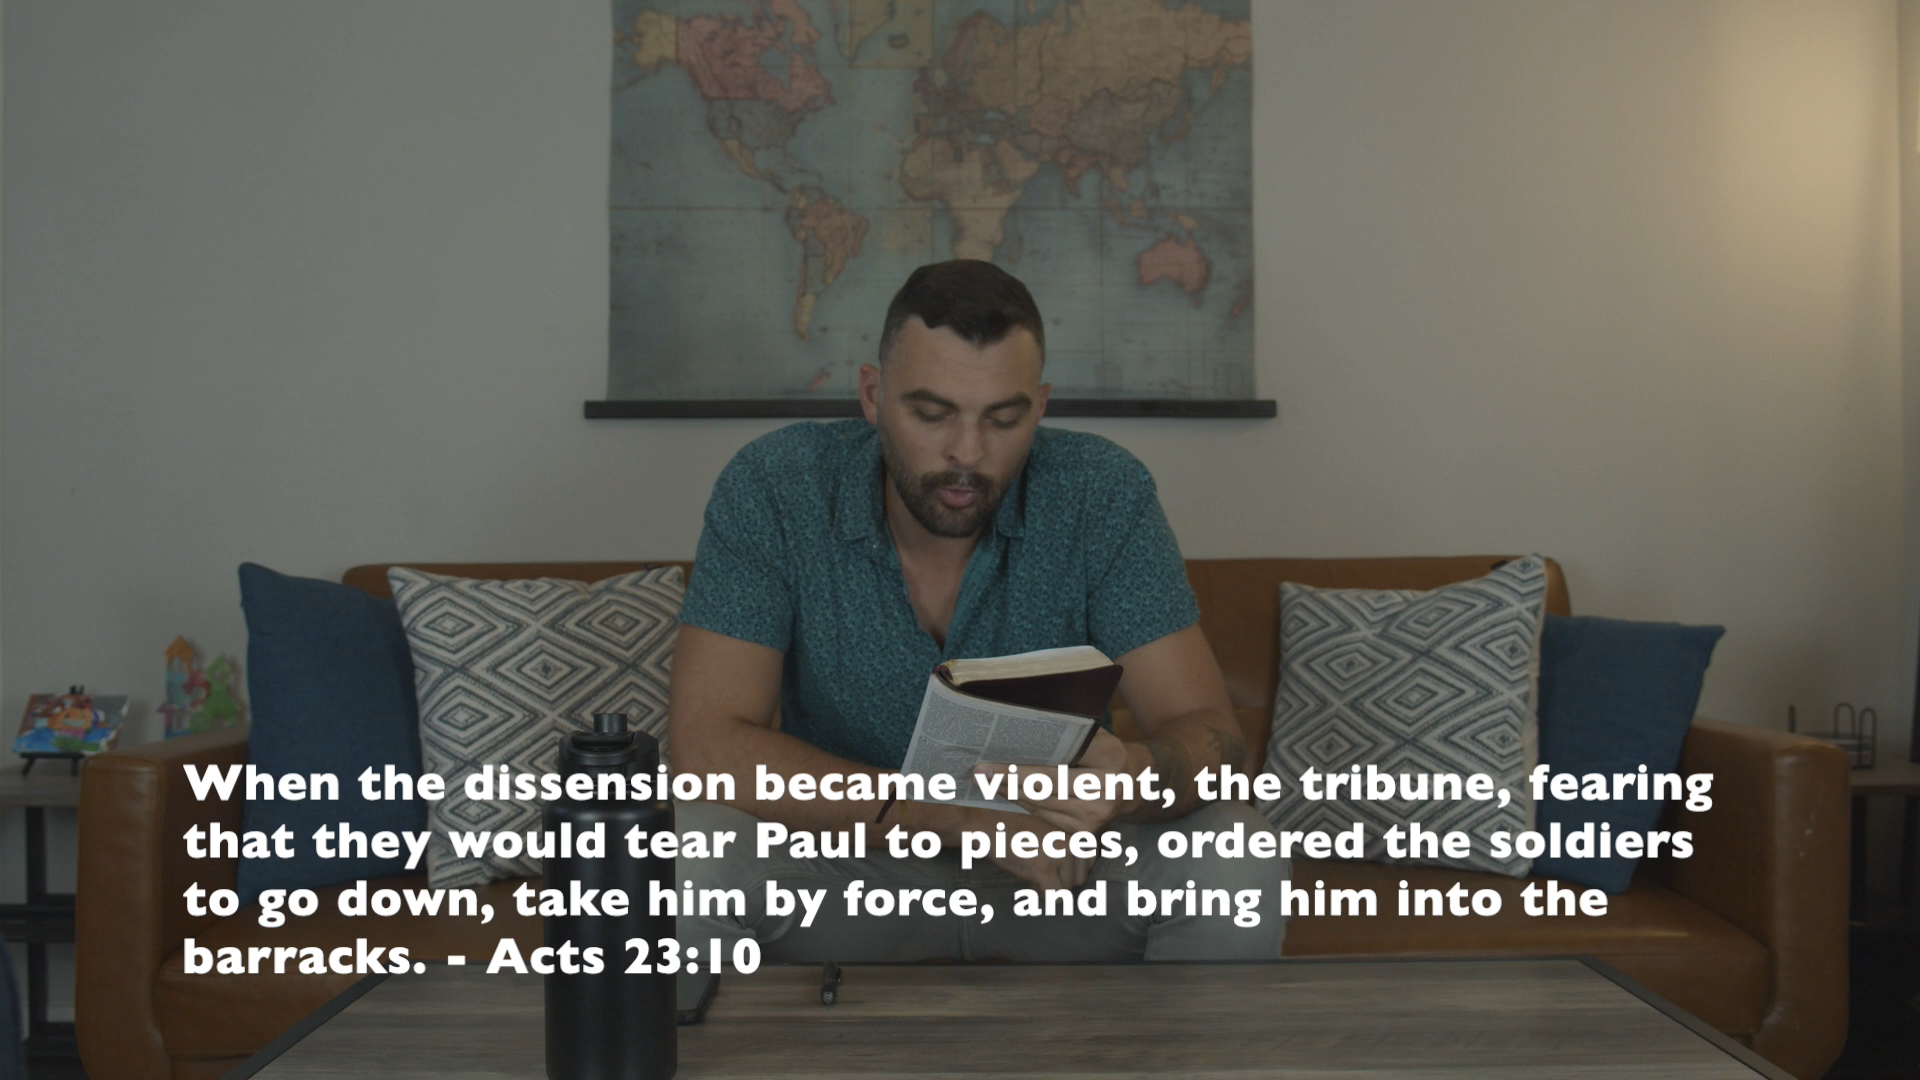 When the dissension became violent, the tribune, fearing
that they would tear Paul to pieces, ordered the soldiers
to go down, take him by force, and bring him into the
barracks. - Acts 23:10